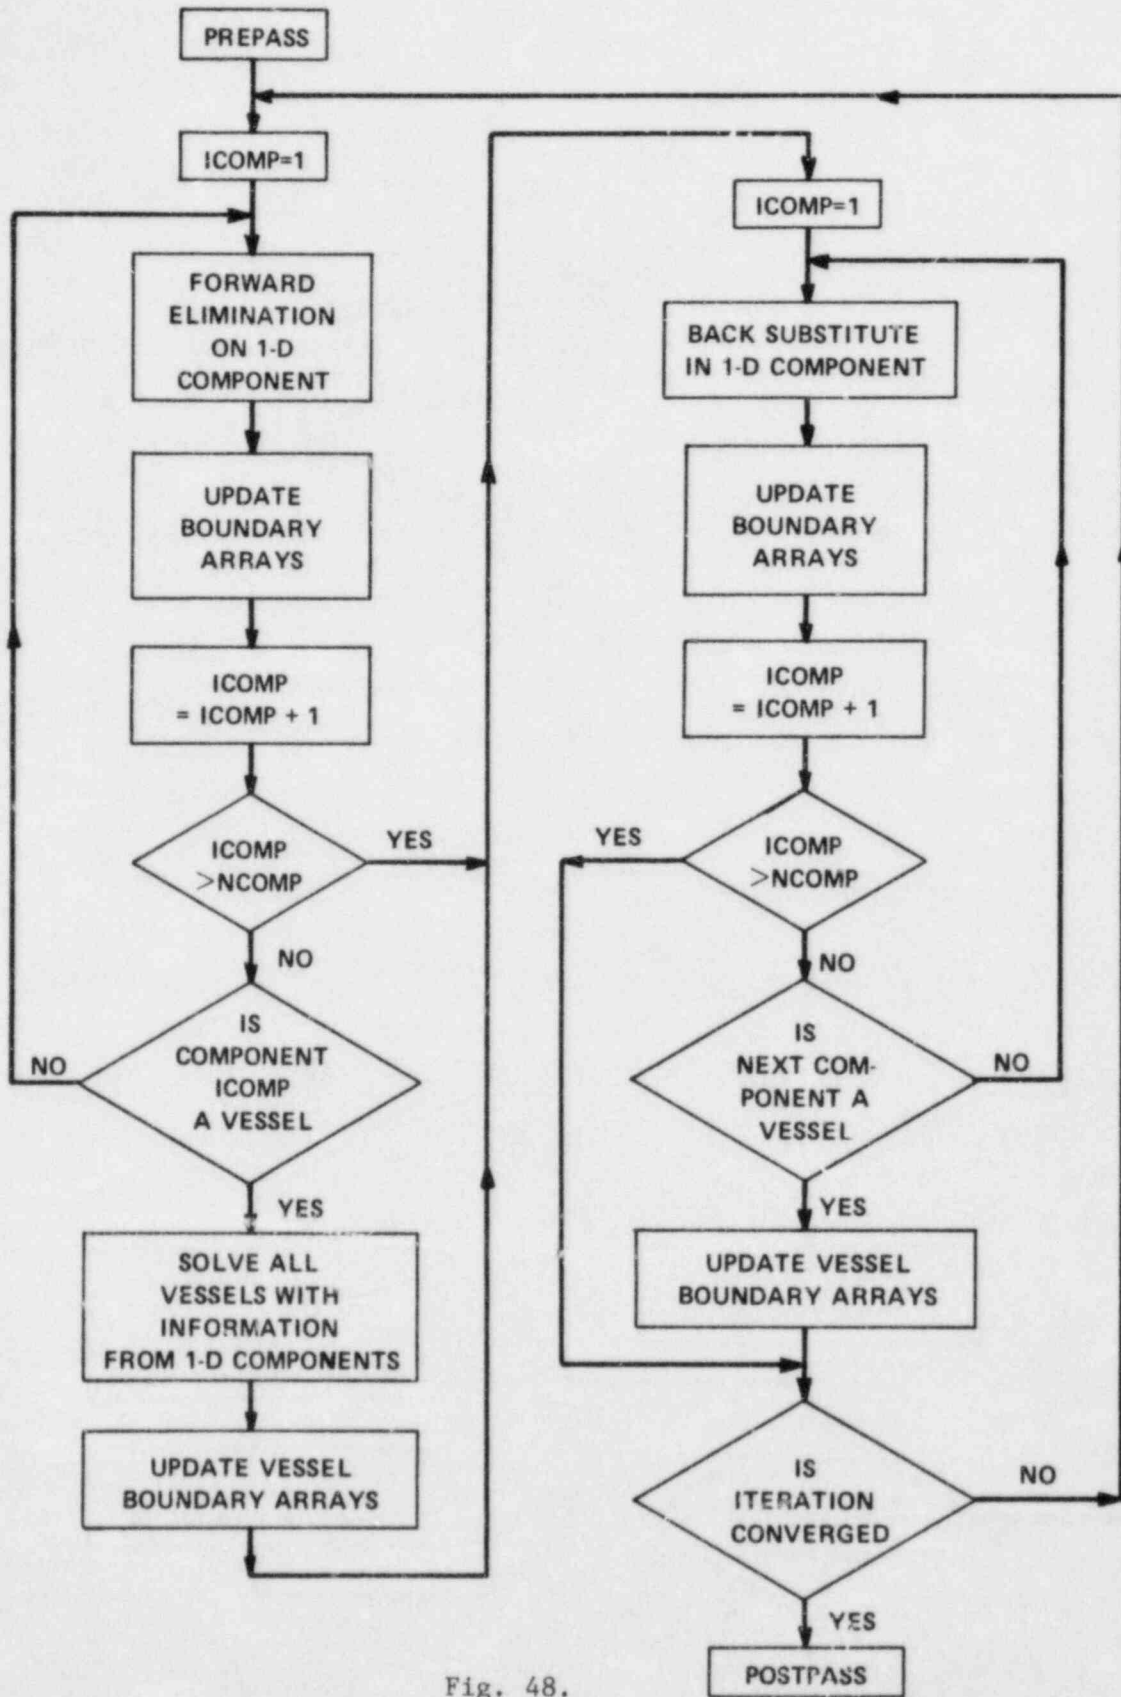 PREPASS
ICOMP=1
FORWARD
ELIMINATION
ON 1-D
COMPONENT
UPDATE
BOUNDARY
ARRAYS
ICOMP
= ICOMP + 1
ICOMP
>NCOMP
YES
NO
IS
COMPONENT
ICOMP
A VESSEL
NO
YES
SOLVE ALL
VESSELS WITH
INFORMATION
FROM 1-D COMPONENTS
UPDATE VESSEL
BOUNDARY ARRAYS
ICOMP=1
BACK SUBSTITUTE
IN 1-D COMPONENT
UPDATE
BOUNDARY
ARRAYS
ICOMP
= ICOMP + 1
YES
ICOMP
>NCOMP
NO
IS
NEXT COM-
PONENT A
VESSEL
NO
YES
UPDATE VESSEL
BOUNDARY ARRAYS
IS
ITERATION
CONVERGED
NO
YES
POSTPASS
Fig. 48.